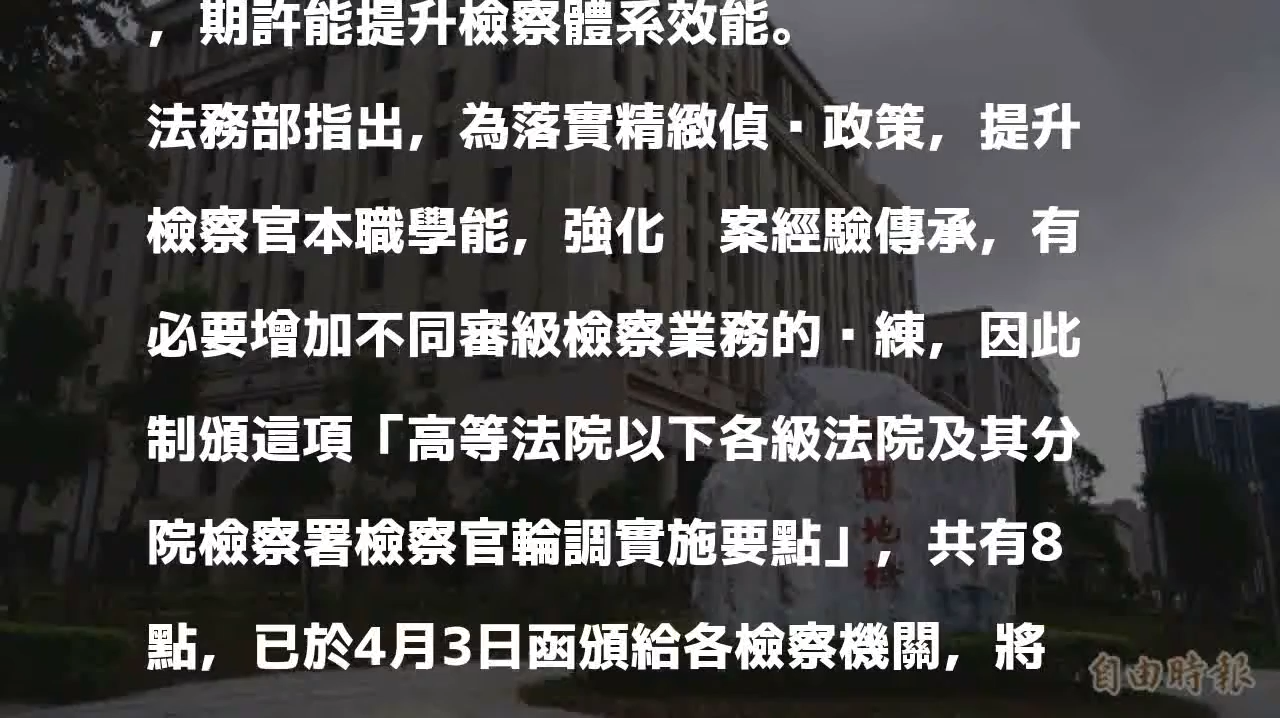 ，期許能提升檢察體系效能。
法務部指出，為落實精緻偵·政策，提升
檢察官本職學能，強化　案經驗傳承，有
必要增加不同審級檢察業務的·練，因此
制頒這項「高等法院以下各級法院及其分
院檢察署檢察官輪調實施要點」，共有8
點，已於4月3日函頒給各檢察機關，將
園地檢
自由時報